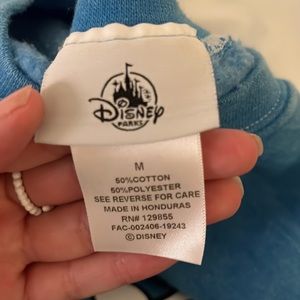 Disney
PARKS
M
50%COTTON
50%POLYESTER
SEE REVERSE FOR CARE
MADE IN HONDURAS
RN# 129855
FAC-002406-19243
©DISNEY